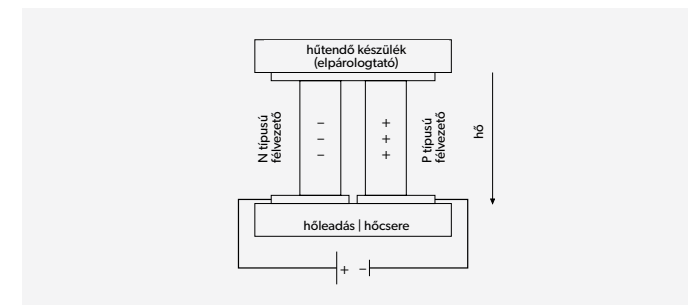 hűtendő készülék
(elpárologtató)
N típusú
félvezető
–
–
–
+
+
+
P típusú
félvezető
hő
hőleadás | hőcsere
+ –